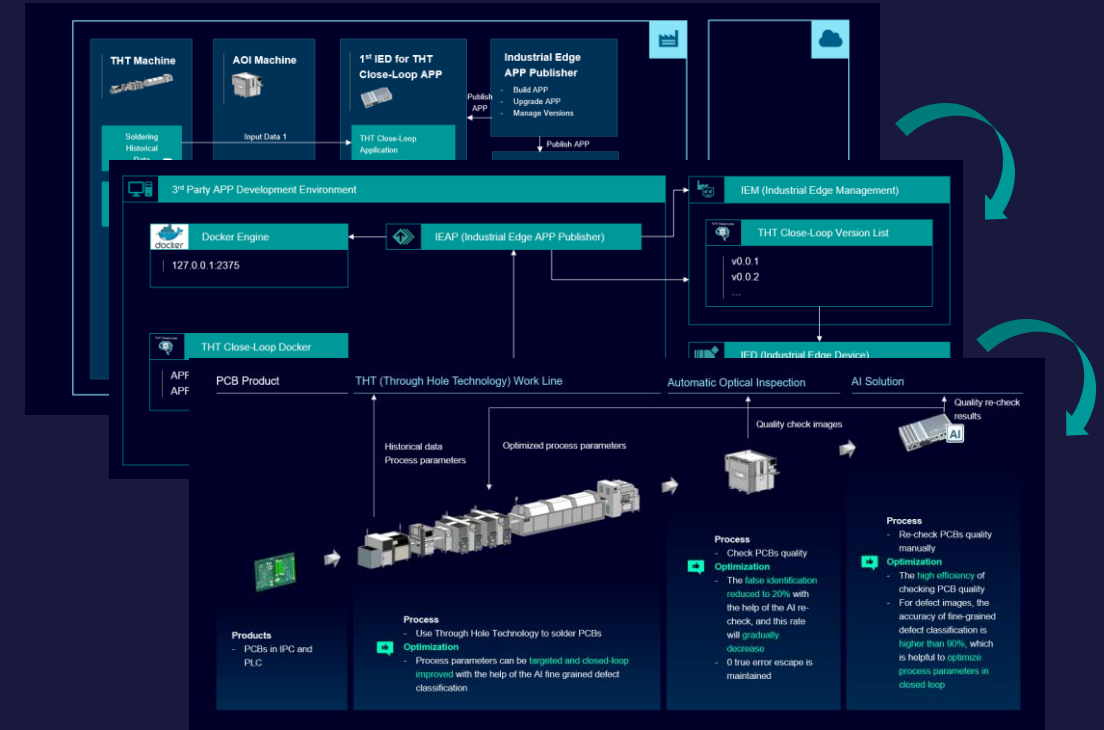 THT Machine
AOI Machine
1st IED for THT
Close-Loop APP
Industrial Edge
APP Publisher
- Build APP
- Upgrade APP
- Manage Versions
Publish
APP
Soldering
Historical
Data
Input Data 1
THT Close-Loop
Application
Publish APP
3rd Party APP Development Environment
IEM (Industrial Edge Management)
docker
Docker Engine
IEAP (Industrial Edge APP Publisher)
THT Close-Loop Version List
127.0.0.1:2375
v0.0.1
v0.0.2
...
THT Close-Loop Docker
IED (Industrial Edge Device)
APP
APP
PCB Product
THT (Through Hole Technology) Work Line
Automatic Optical Inspection
AI Solution
Historical data
Process parameters
Optimized process parameters
Quality check images
Quality re-check
results
AI
Products
- PCBs in IPC and
PLC
Process
- Use Through Hole Technology to solder PCBs
Optimization
- Process parameters can be targeted and closed-loop
improved with the help of the AI fine grained defect
classification
Process
- Check PCBs quality
Optimization
- The false identification
reduced to 20% with
the help of the AI re-
check, and this rate
will gradually
decrease
- 0 true error escape is
maintained
Process
- Re-check PCBs quality
manually
Optimization
- The high efficiency of
checking PCB quality
- For defect images, the
accuracy of fine-grained
defect classification is
higher than 90%, which
is helpful to optimize
process parameters in
closed loop